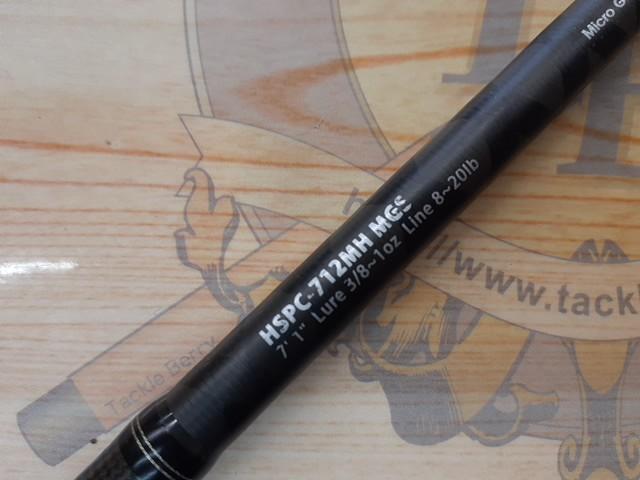 Micro G
HSPC-712MH MGS
7' 1" Lure 3/8~1oz Line 8~20lb
h
//www.tackl
Tackle Berry